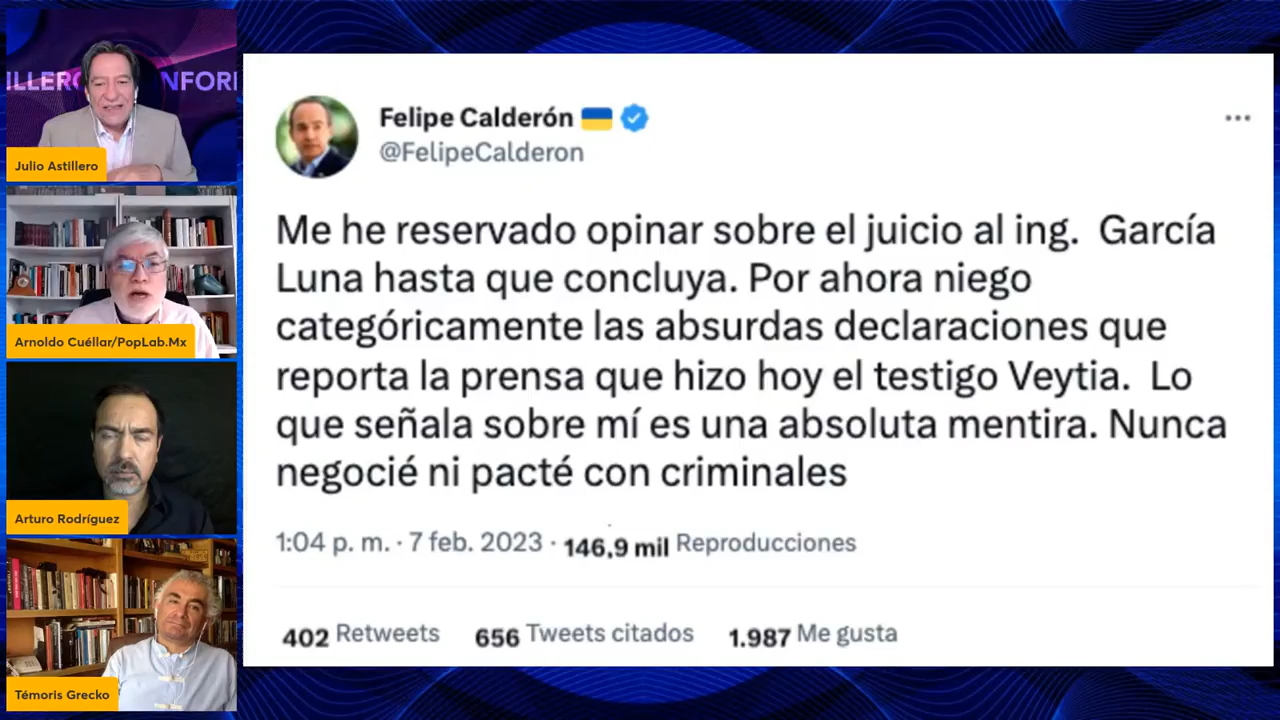 ILLER
NFOR
Julio Astillero
Arnoldo Cuéllar/PopLab.Mx
Arturo Rodríguez
Témoris Grecko
Felipe Calderón
@FelipeCalderon
Me he reservado opinar sobre el juicio al ing. García
Luna hasta que concluya. Por ahora niego
categóricamente las absurdas declaraciones que
reporta la prensa que hizo hoy el testigo Veytia. Lo
que señala sobre mí es una absoluta mentira. Nunca
negocié ni pacté con criminales
1:04 p. m. · 7 feb. 2023 · 146,9 mil Reproducciones
402 Retweets 656 Tweets citados 1.987 Me gusta